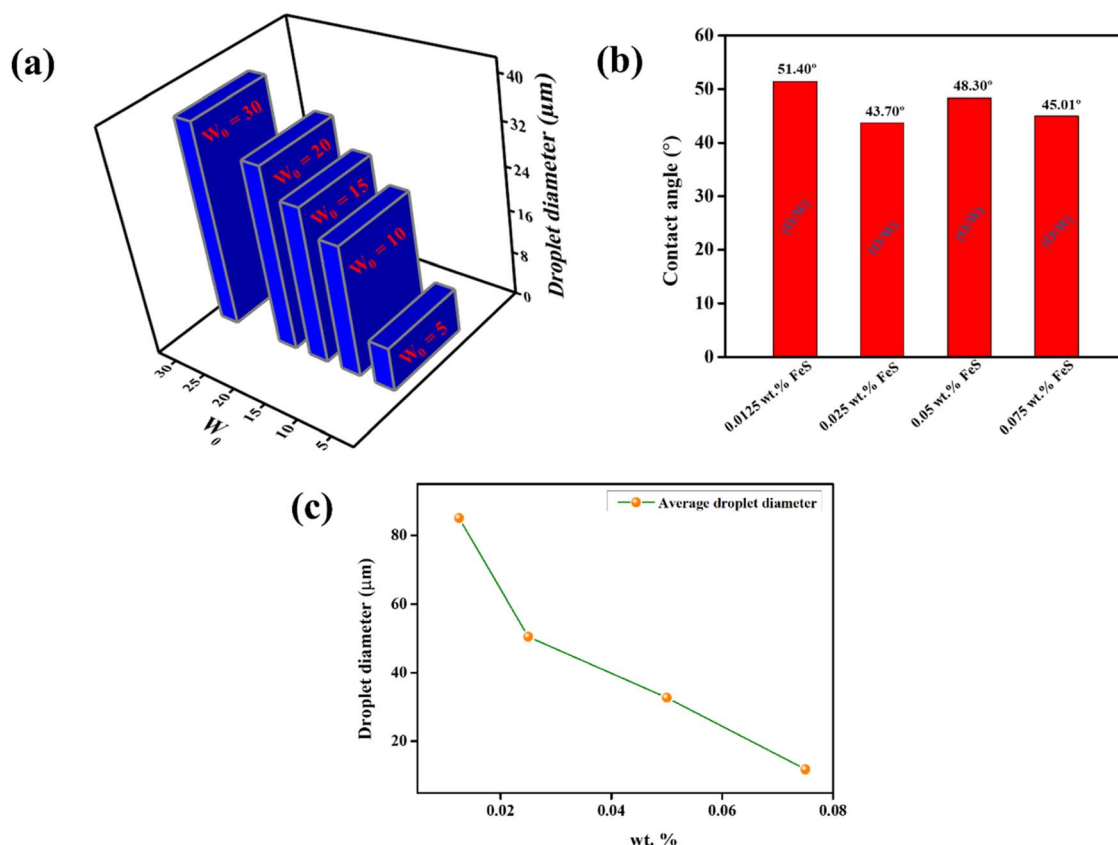 (a)
W₀ = 30
W₀ = 20
W₀ = 15
W₀ = 10
W₀ = 5
40
32
24
16
8
0
Droplet diameter (μm)
30
25
20
15
10
5
W₀
(b)
60
50
40
30
20
10
0
Contact angle (°)
51.40°
43.70°
48.30°
45.01°
(O/W)
(O/W)
(O/W)
(O/W)
0.0125 wt.% FeS
0.025 wt.% FeS
0.05 wt.% FeS
0.075 wt.% FeS
(c)
Average droplet diameter
80
60
40
20
Droplet diameter (μm)
0.02
0.04
0.06
0.08
wt. %